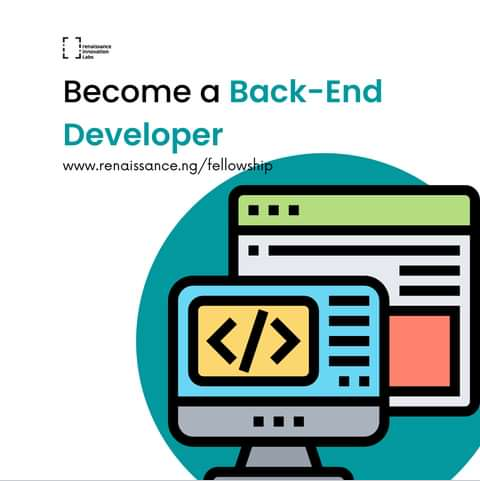 renaissance
innovation
Labs
Become a Back-End
Developer
www.renaissance.ng/fellowship
</>